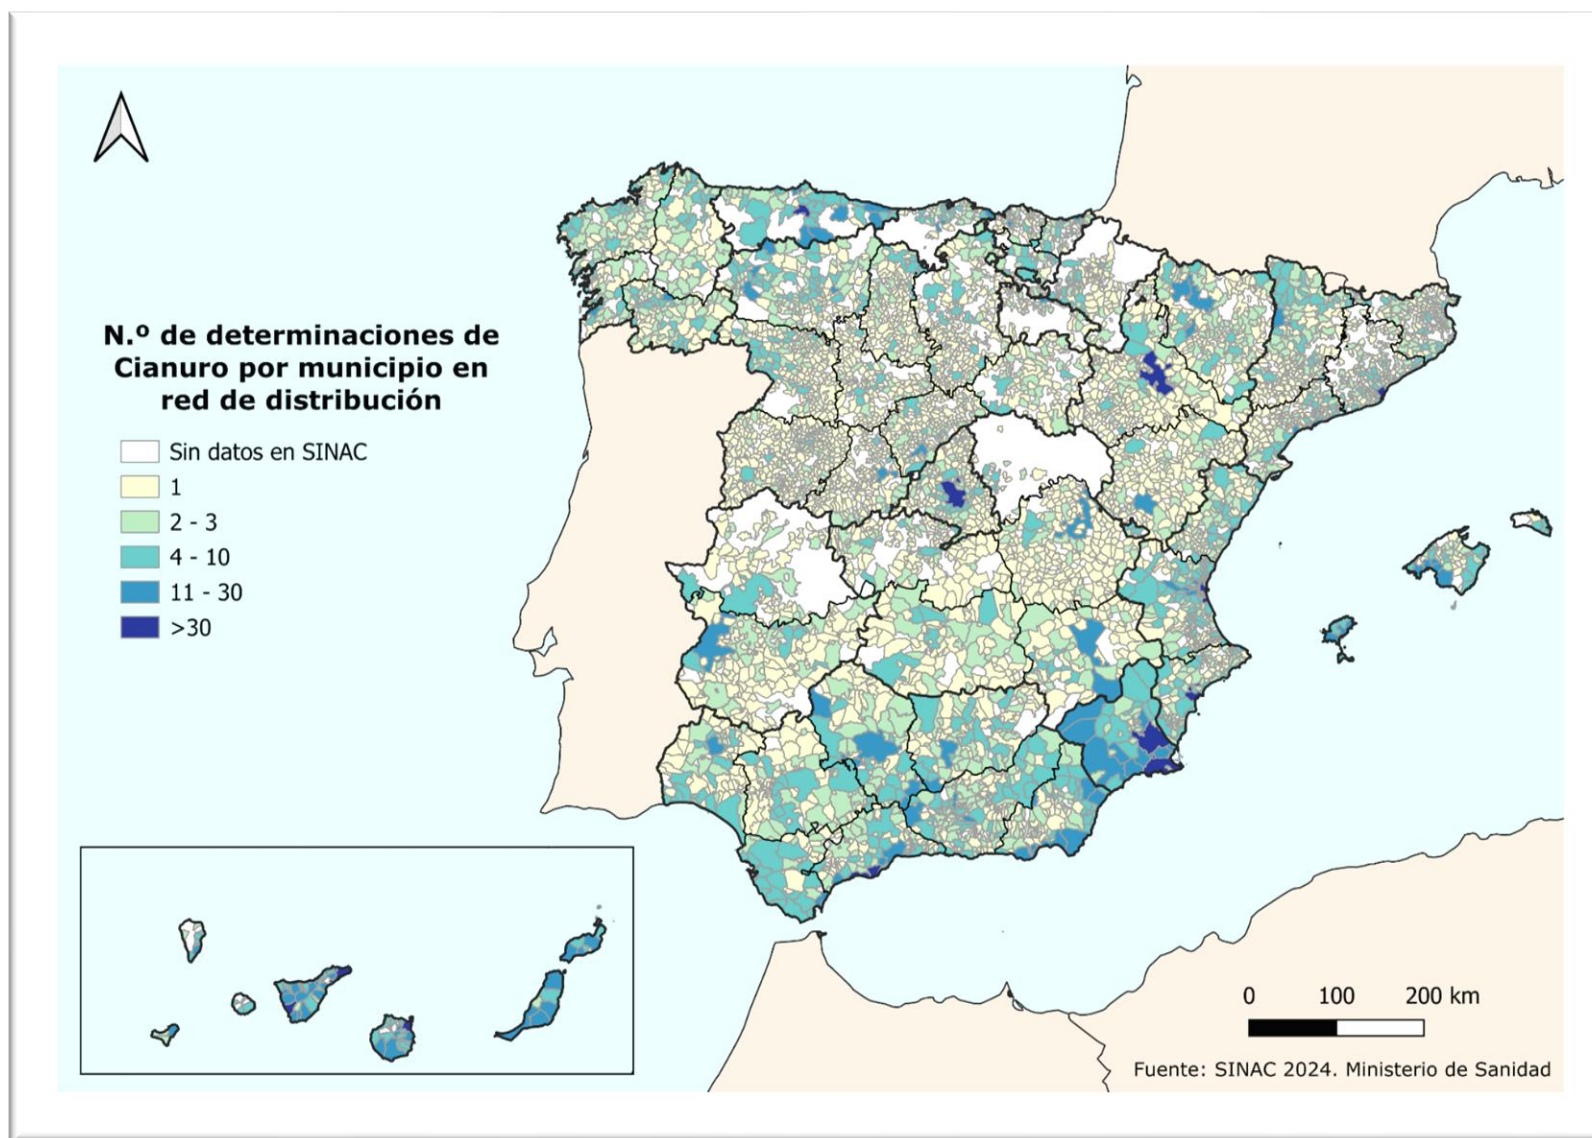 N.º de determinaciones de
Cianuro por municipio en
red de distribución
Sin datos en SINAC
1
2 - 3
4 - 10
11 - 30
>30
0 100 200 km
Fuente: SINAC 2024. Ministerio de Sanidad